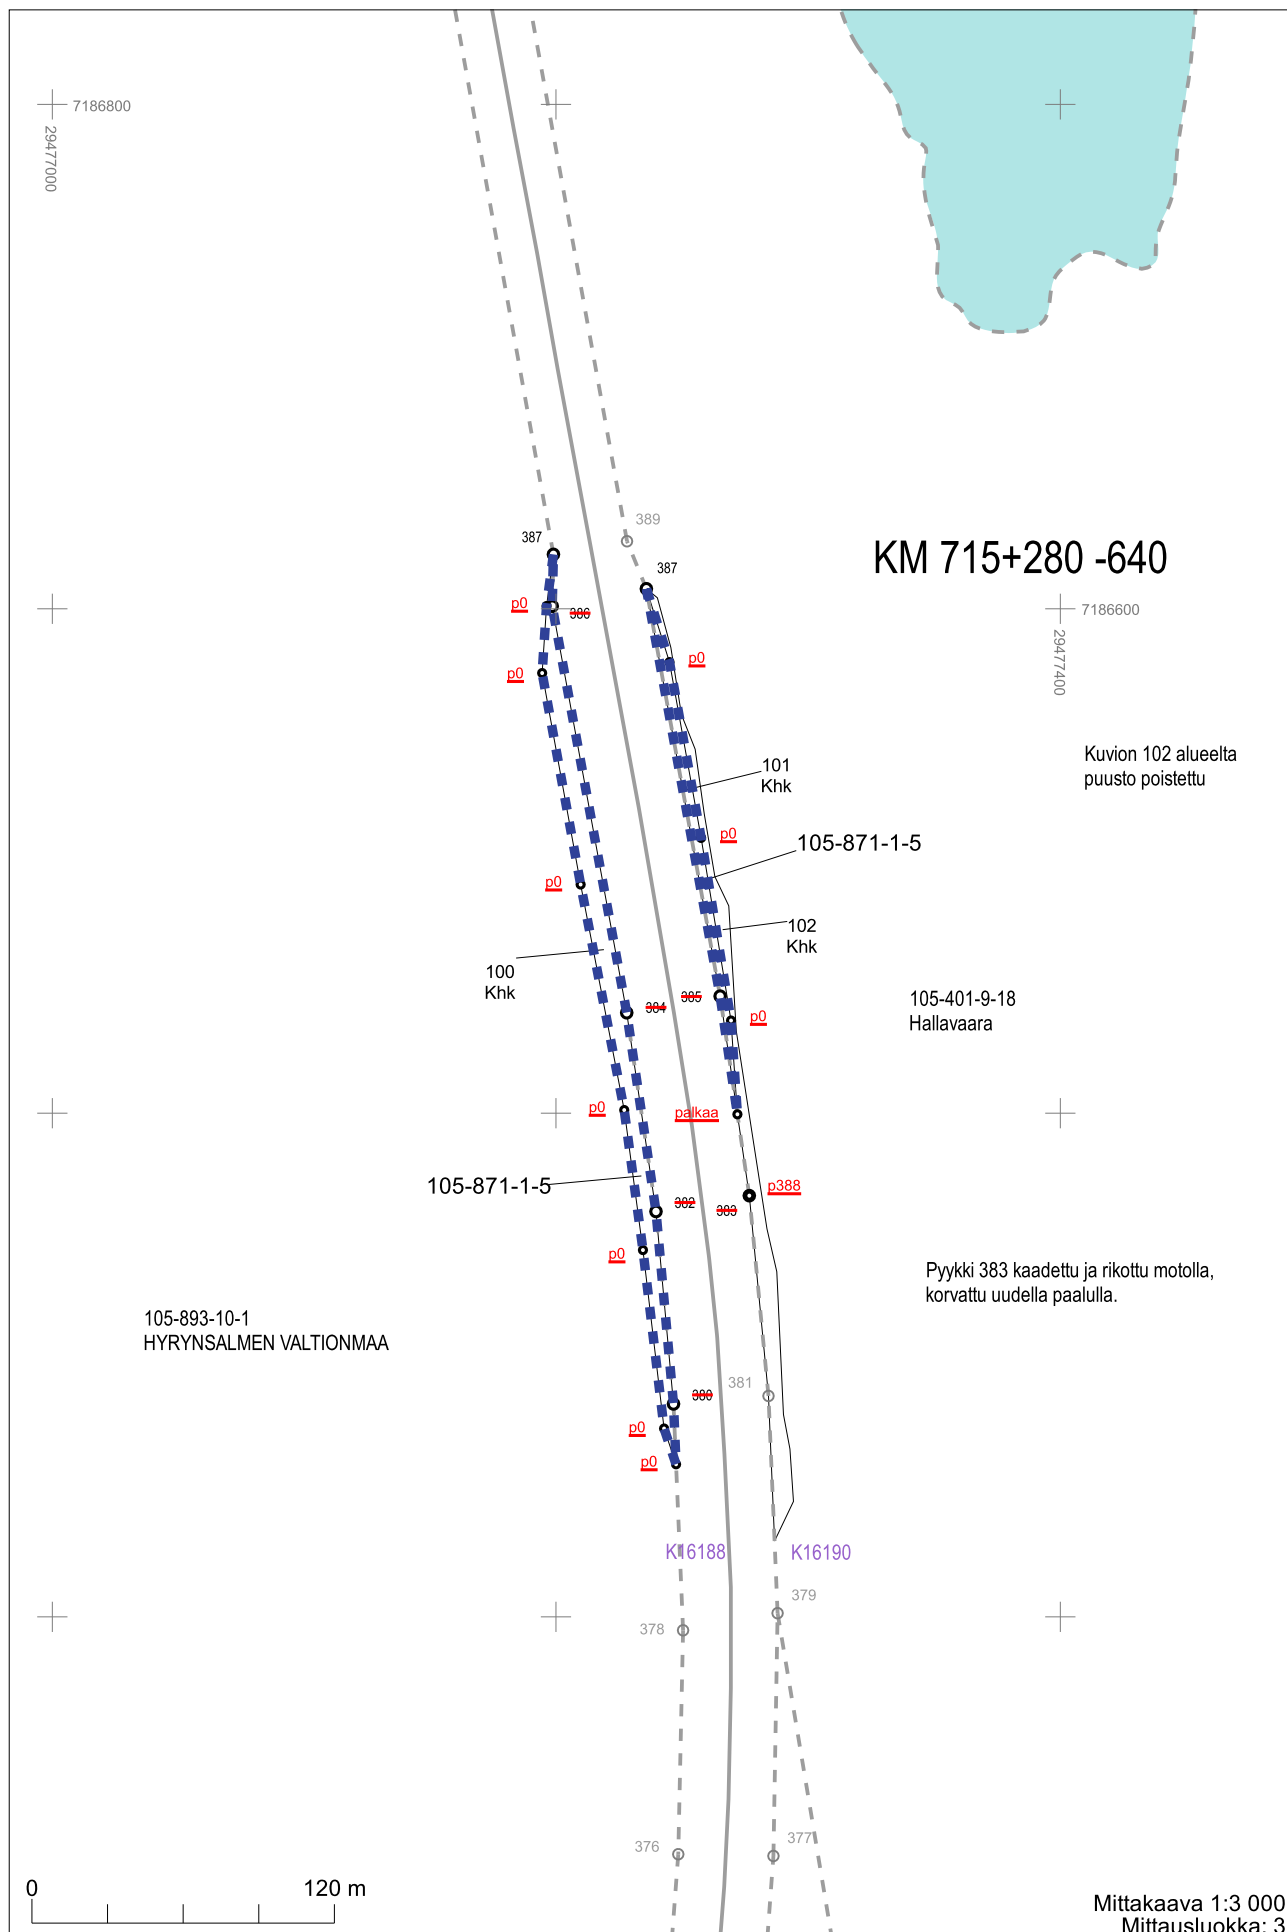 7186800
29477000
389
387
387
KM 715+280 -640
p0
386
7186600
29477400
p0
p0
Kuvion 102 alueelta
puusto poistettu
101
Khk
p0
105-871-1-5
p0
102
Khk
100
Khk
384
385
p0
105-401-9-18
Hallavaara
p0
palkaa
105-871-1-5
p388
382
383
p0
Pyykki 383 kaadettu ja rikottu motolla,
korvattu uudella paalulla.
105-893-10-1
HYRYNSALMEN VALTIONMAA
381
380
p0
p0
K16188
K16190
379
378
376
377
0
120 m
Mittakaava 1:3 000
Mittausluokka: 3